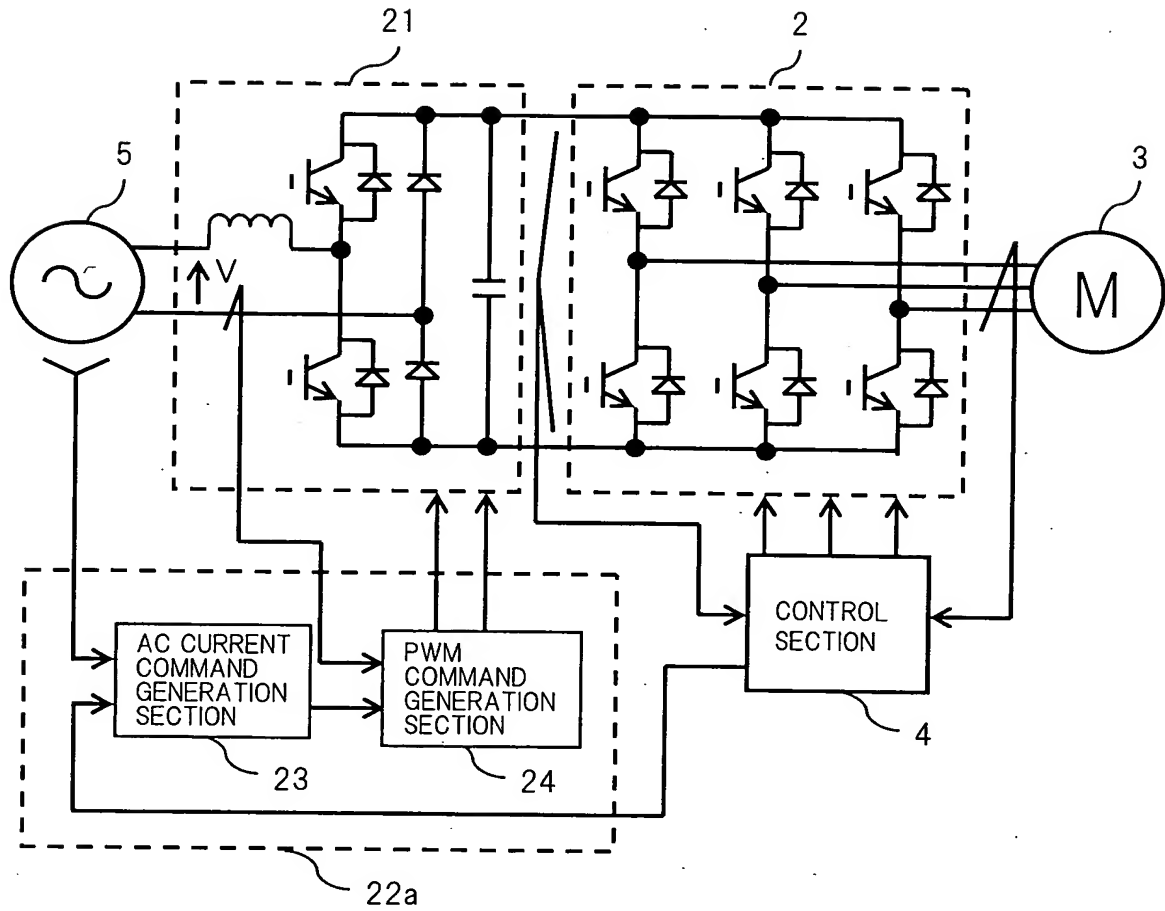 21
2
5
3
V
M
AC CURRENT
COMMAND
GENERATION
SECTION
PWM
COMMAND
GENERATION
SECTION
CONTROL
SECTION
4
23
24
22a